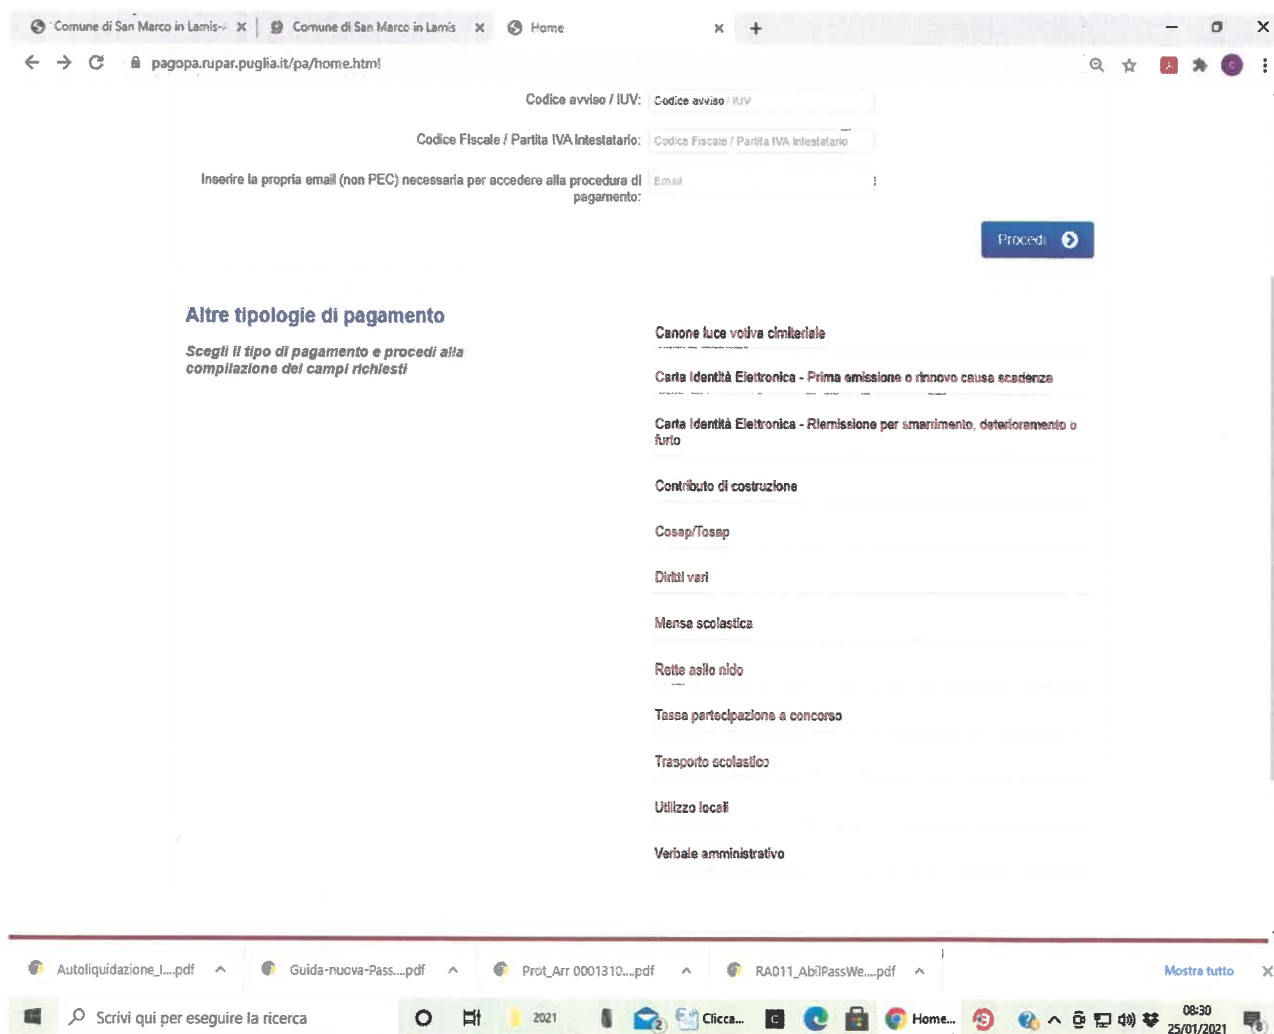 Comune di San Marco in Lamis- x Comune di San Marco in Lamis x Home x +
pagopa.rupar.puglia.it/pa/home.html
Codice avviso / IUV: Codice avviso / IUV
Codice Fiscale / Partita IVA Intestatario: Codice Fiscale / Partita IVA Intestatario
Inserire la propria email (non PEC) necessaria per accedere alla procedura di pagamento: Email
Procedi
Altre tipologie di pagamento
Scegli il tipo di pagamento e procedi alla
compilazione dei campi richiesti
Canone luce votiva cimiteriale
Carta Identità Elettronica - Prima emissione o rinnovo causa scadenza
Carta Identità Elettronica - Riemissione per smarrimento, deterioramento o
furto
Contributo di costruzione
Cosap/Tosap
Diritti vari
Mensa scolastica
Rette asilo nido
Tassa partecipazione a concorso
Trasporto scolastico
Utilizzo locali
Verbale amministrativo
Autoliquidazione_I....pdf Guida-nuova-Pass....pdf Prot_Arr 0001310....pdf RA011_AbilPassWe....pdf Mostra tutto X
Scrivi qui per eseguire la ricerca 2021 2 Clicca... C Home... 08:30
25/01/2021 8